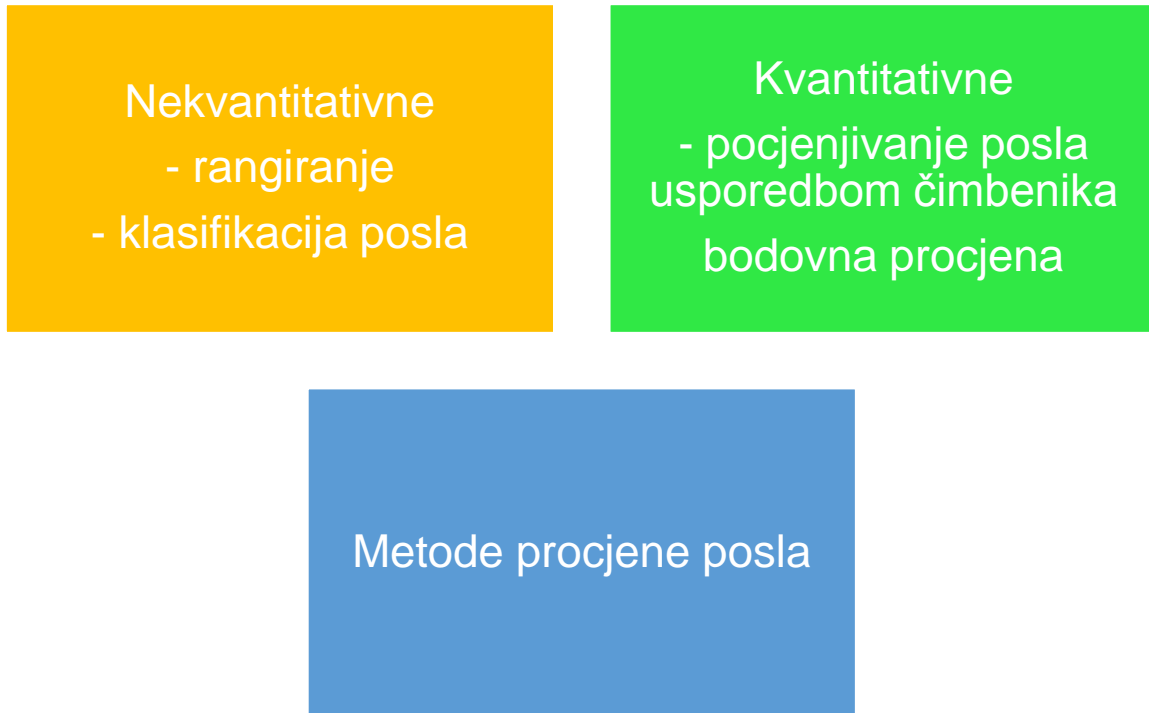 Nekvantitativne
- rangiranje
- klasifikacija posla
Kvantitativne
- pocjenjivanje posla
usporedbom čimbenika
bodovna procjena
Metode procjene posla